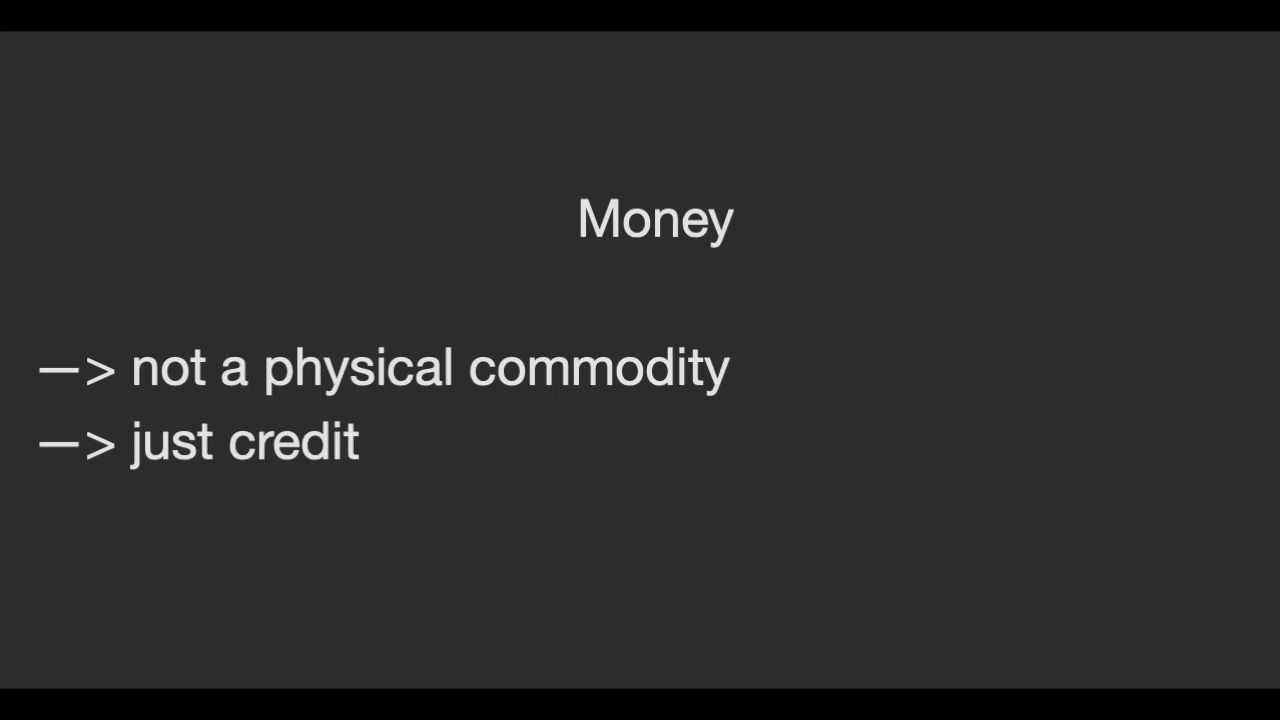 Money
—> not a physical commodity
—> just credit